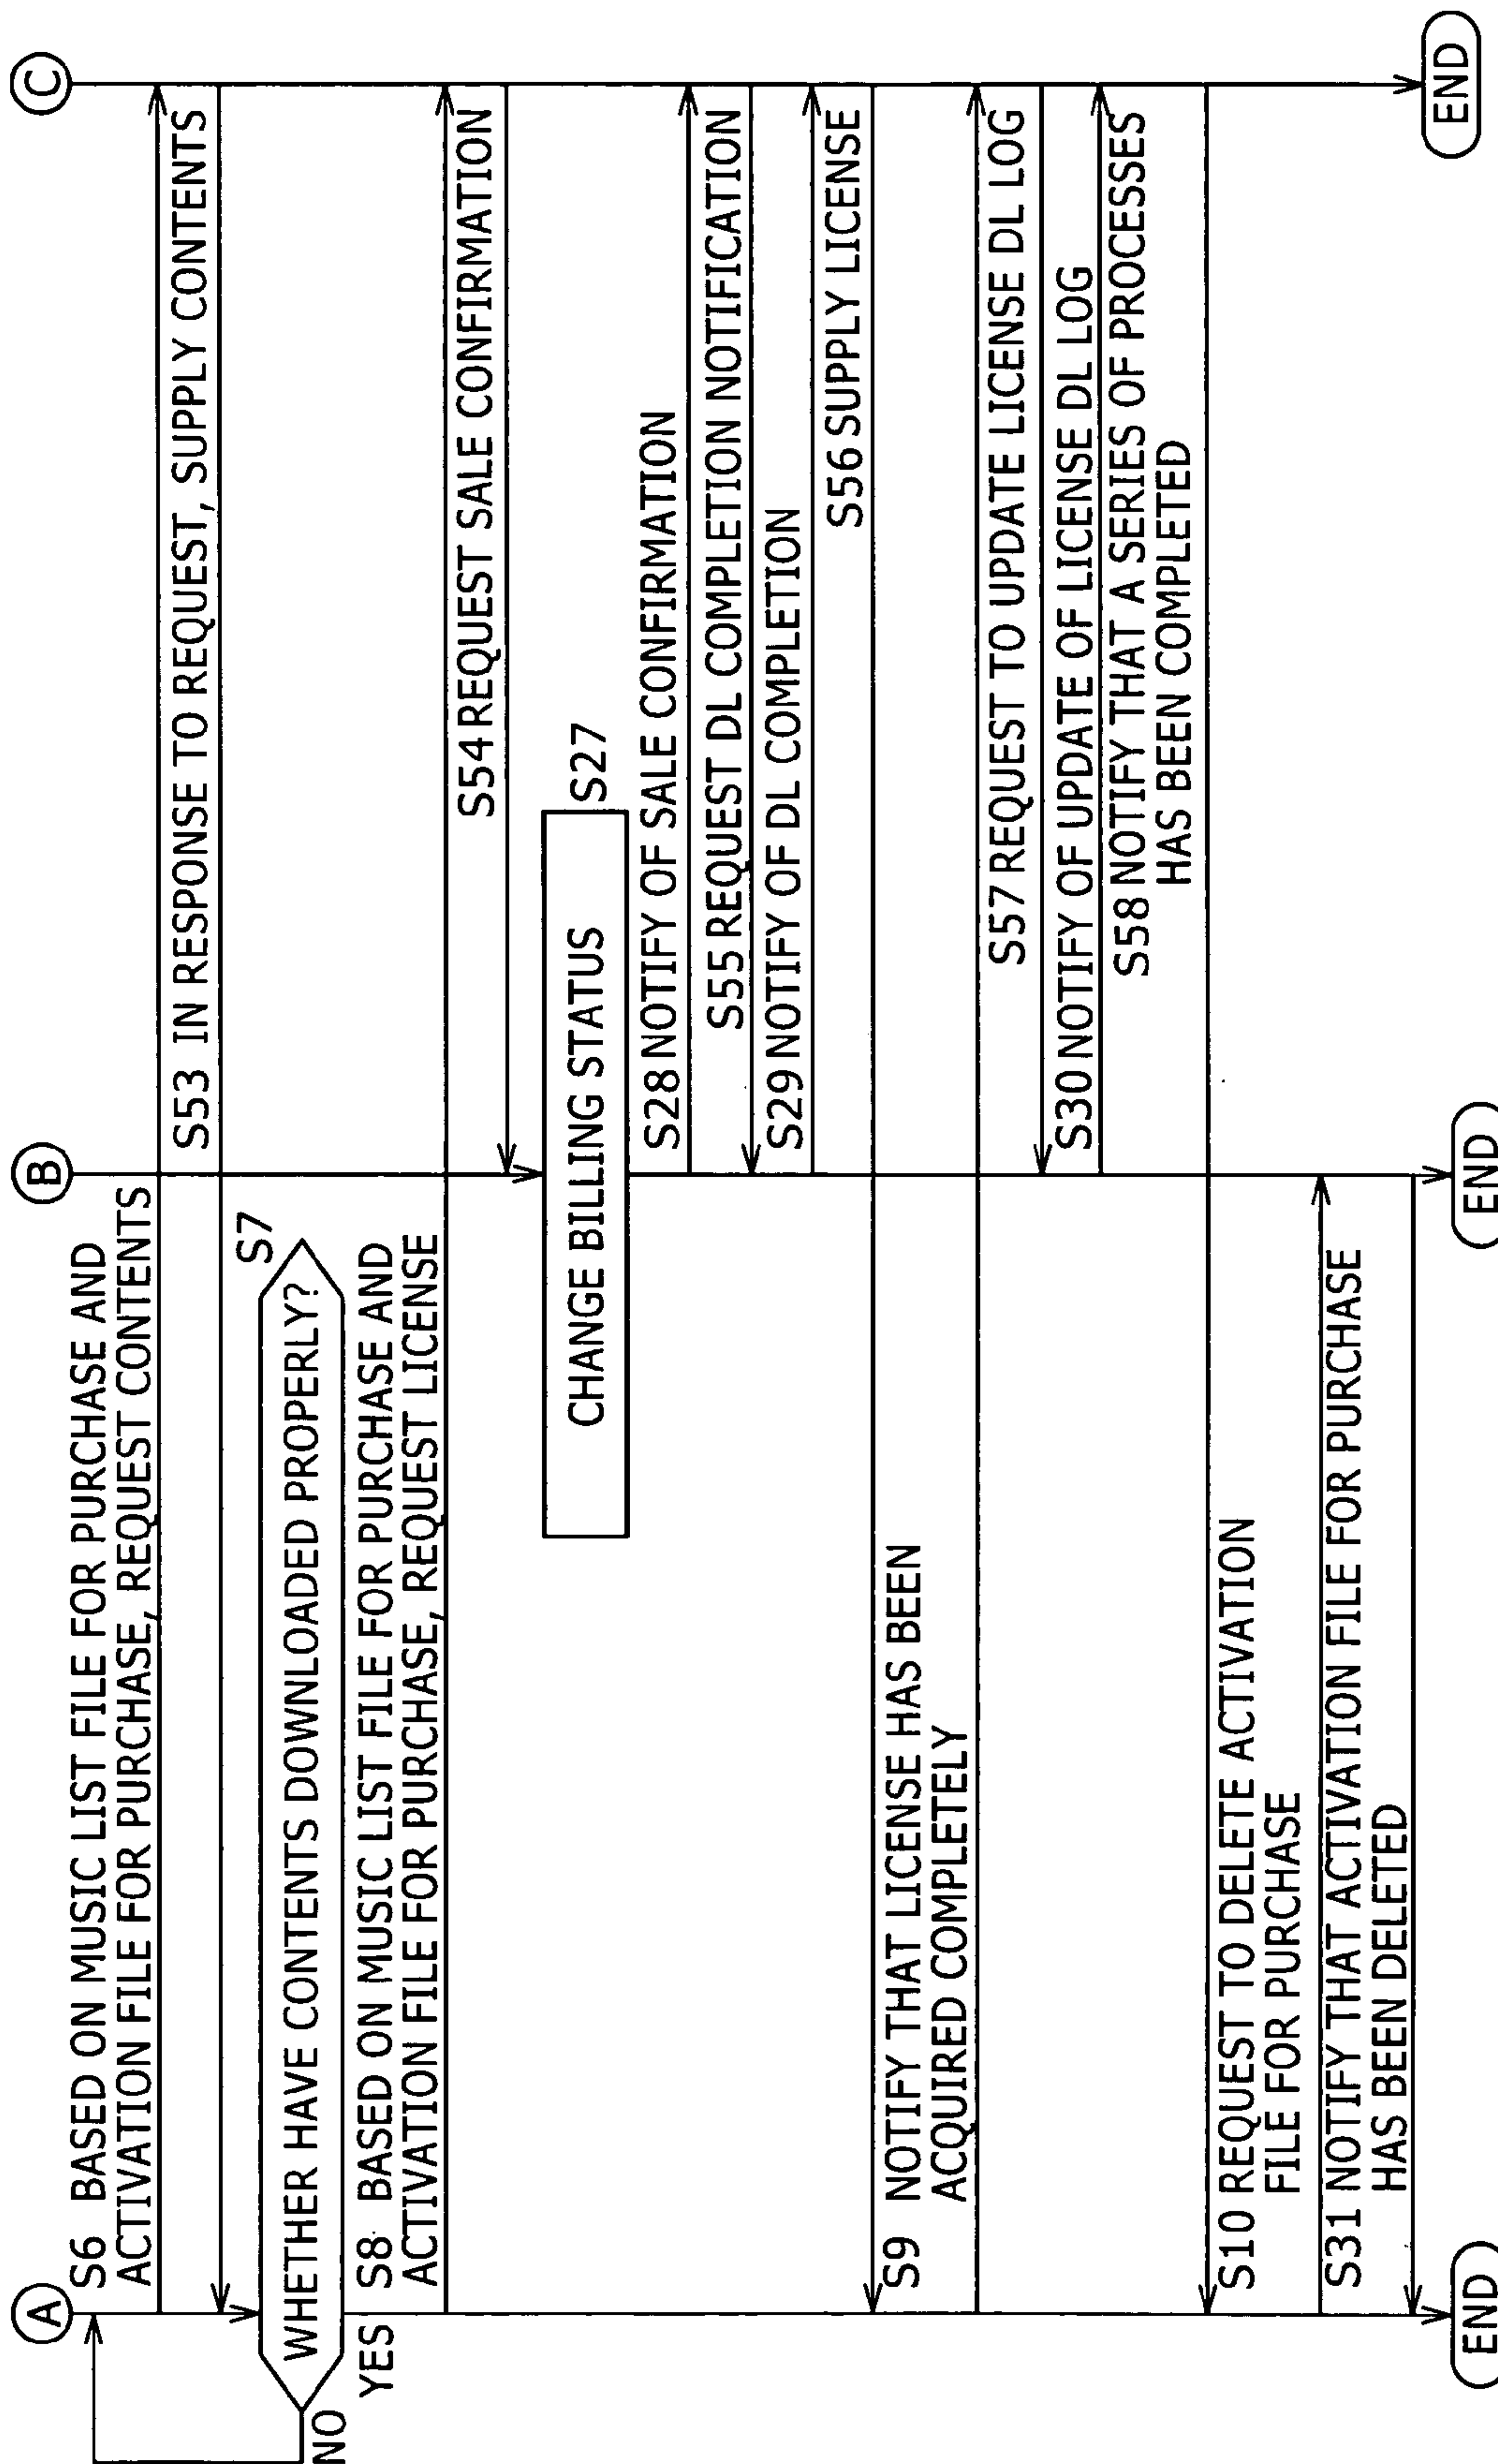 A
B
C
S6 BASED ON MUSIC LIST FILE FOR PURCHASE AND
ACTIVATION FILE FOR PURCHASE, REQUEST CONTENTS
S53 IN RESPONSE TO REQUEST, SUPPLY CONTENTS
S7
WHETHER HAVE CONTENTS DOWNLOADED PROPERLY?
NO
YES
S8 BASED ON MUSIC LIST FILE FOR PURCHASE AND
ACTIVATION FILE FOR PURCHASE, REQUEST LICENSE
S54 REQUEST SALE CONFIRMATION
S27
CHANGE BILLING STATUS
S28 NOTIFY OF SALE CONFIRMATION
S55 REQUEST DL COMPLETION NOTIFICATION
S29 NOTIFY OF DL COMPLETION
S56 SUPPLY LICENSE
S9 NOTIFY THAT LICENSE HAS BEEN
ACQUIRED COMPLETELY
S57 REQUEST TO UPDATE LICENSE DL LOG
S30 NOTIFY OF UPDATE OF LICENSE DL LOG
S58 NOTIFY THAT A SERIES OF PROCESSES
HAS BEEN COMPLETED
S10 REQUEST TO DELETE ACTIVATION
FILE FOR PURCHASE
S31 NOTIFY THAT ACTIVATION FILE FOR PURCHASE
HAS BEEN DELETED
END
END
END